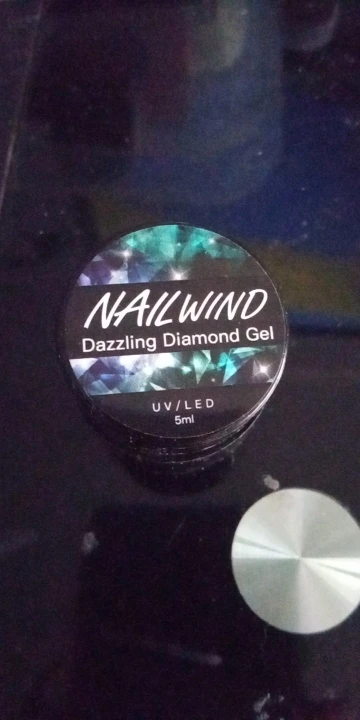 NAILWIND
Dazzling Diamond Gel
UV/LED
5ml